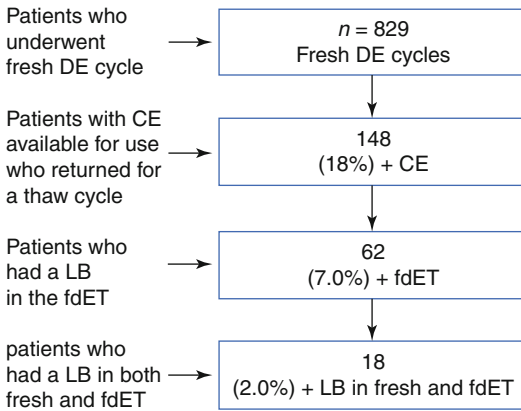 Patients who
underwent
fresh DE cycle
n = 829
Fresh DE cycles
Patients with CE
available for use
who returned for
a thaw cycle
148
(18%) + CE
Patients who
had a LB
in the fdET
62
(7.0%) + fdET
patients who
had a LB in both
fresh and fdET
18
(2.0%) + LB in fresh and fdET